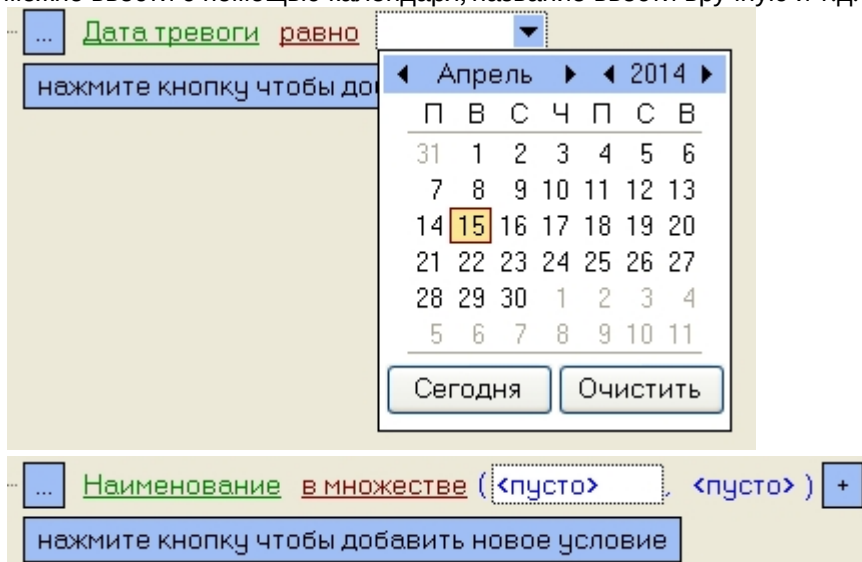 ... Дата тревоги равно
нажмите кнопку чтобы до
Апрель 2014
П В С Ч П С В
31 1 2 3 4 5 6
7 8 9 10 11 12 13
14 15 16 17 18 19 20
21 22 23 24 25 26 27
28 29 30 1 2 3 4
5 6 7 8 9 10 11
Сегодня Очистить
... Наименование в множестве ( <пусто> , <пусто> ) +
нажмите кнопку чтобы добавить новое условие